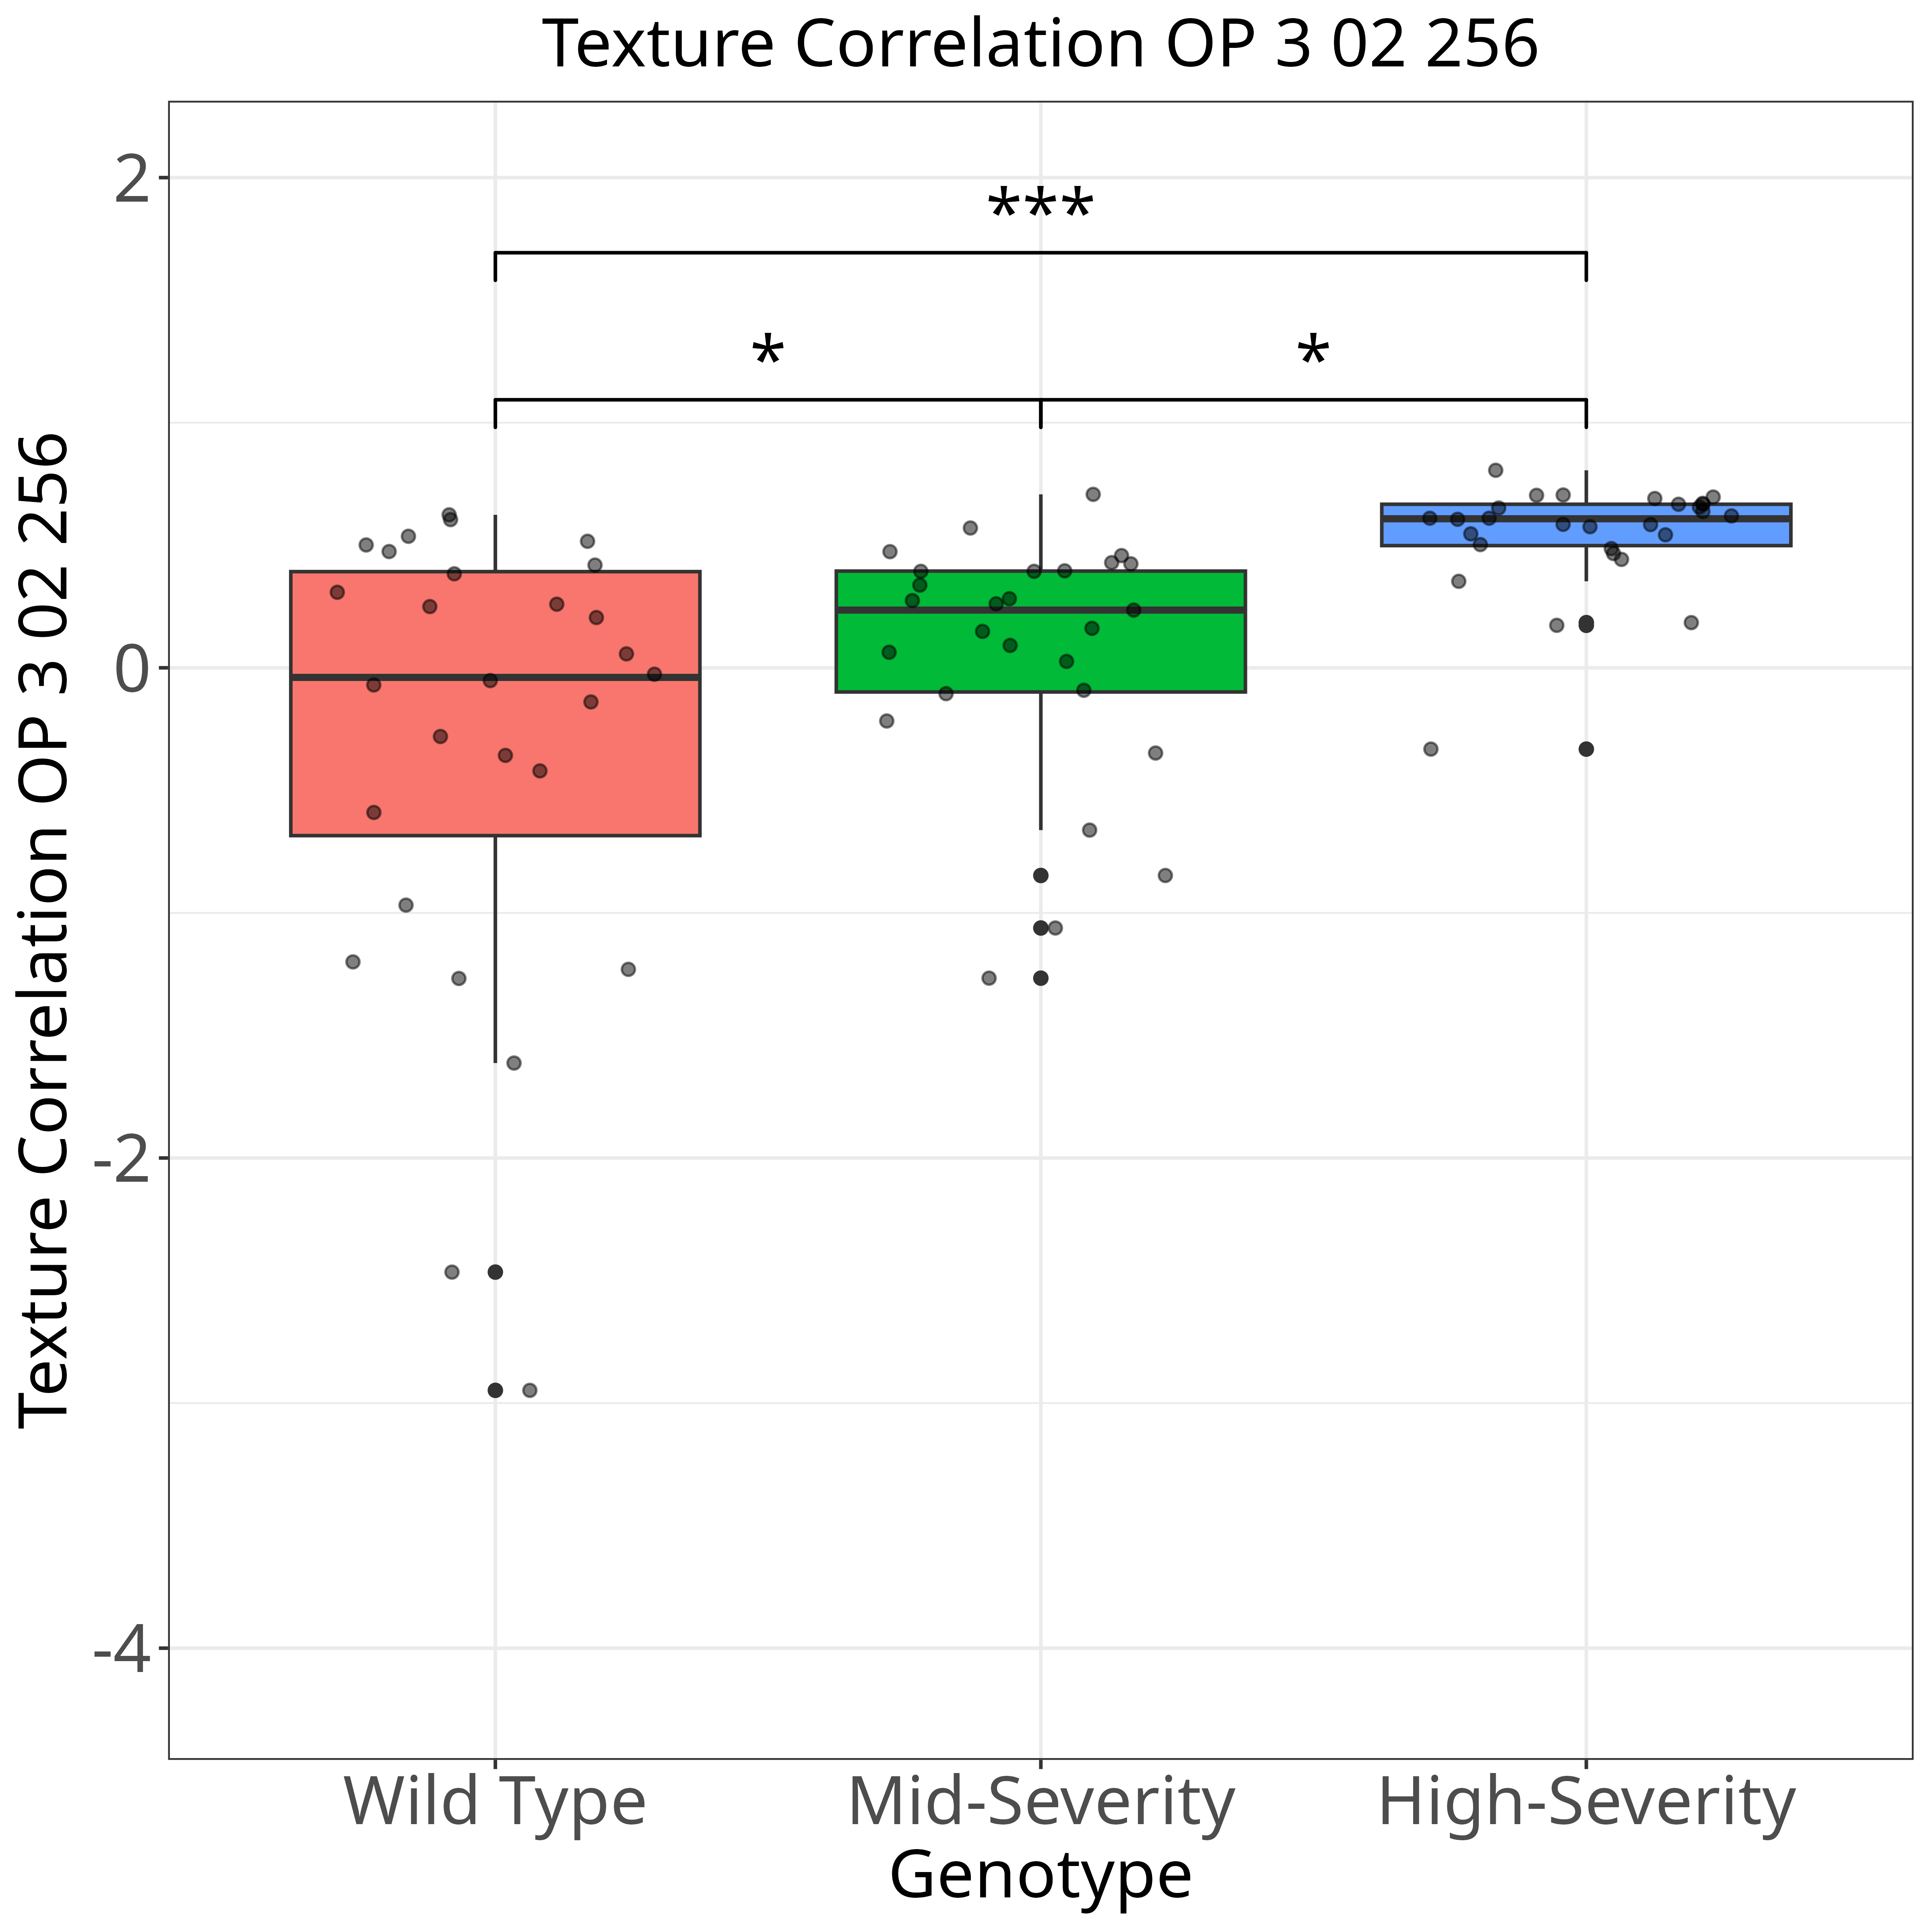 Texture Correlation OP 3 02 256
Texture Correlation OP 3 02 256
2
0
-2
-4
***
* *
Wild Type Mid-Severity High-Severity
Genotype